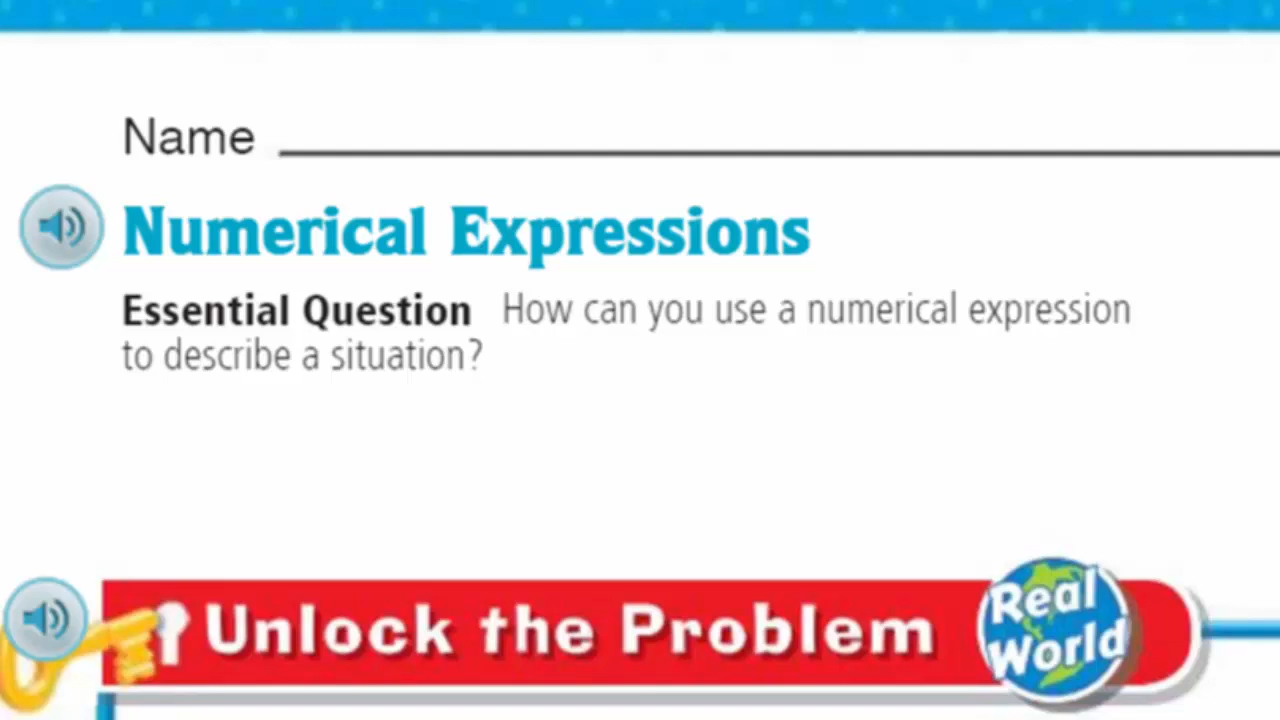 Name
Numerical Expressions
Essential Question How can you use a numerical expression
to describe a situation?
Unlock the Problem
Real
World